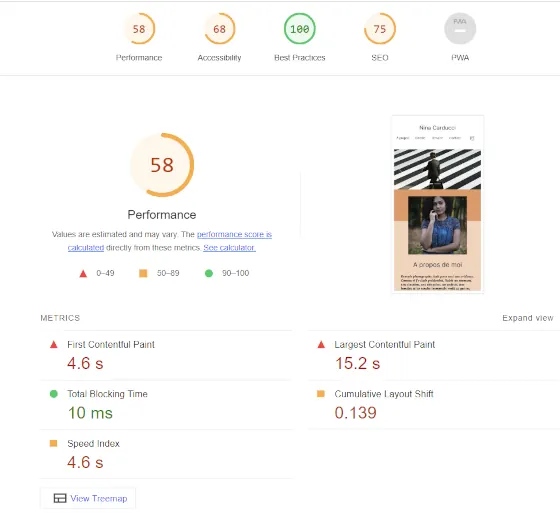 58
68
100
75
PWA
Performance
Accessibility
Best Practices
SEO
PWA
58
Performance
Values are estimated and may vary. The performance score is
calculated directly from these metrics. See calculator.
0–49
50–89
90–100
Nina Carducci
A propos de moi
METRICS
Expand view
First Contentful Paint
4.6 s
Largest Contentful Paint
15.2 s
Total Blocking Time
10 ms
Cumulative Layout Shift
0.139
Speed Index
4.6 s
View Treemap